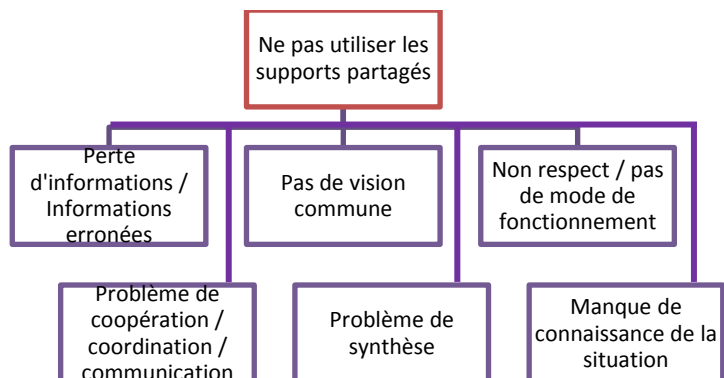 Ne pas utiliser les
supports partagés
Perte
d'informations /
Informations
erronées
Pas de vision
commune
Non respect / pas
de mode de
fonctionnement
Problème de
coopération /
coordination /
communication
Problème de
synthèse
Manque de
connaissance de la
situation